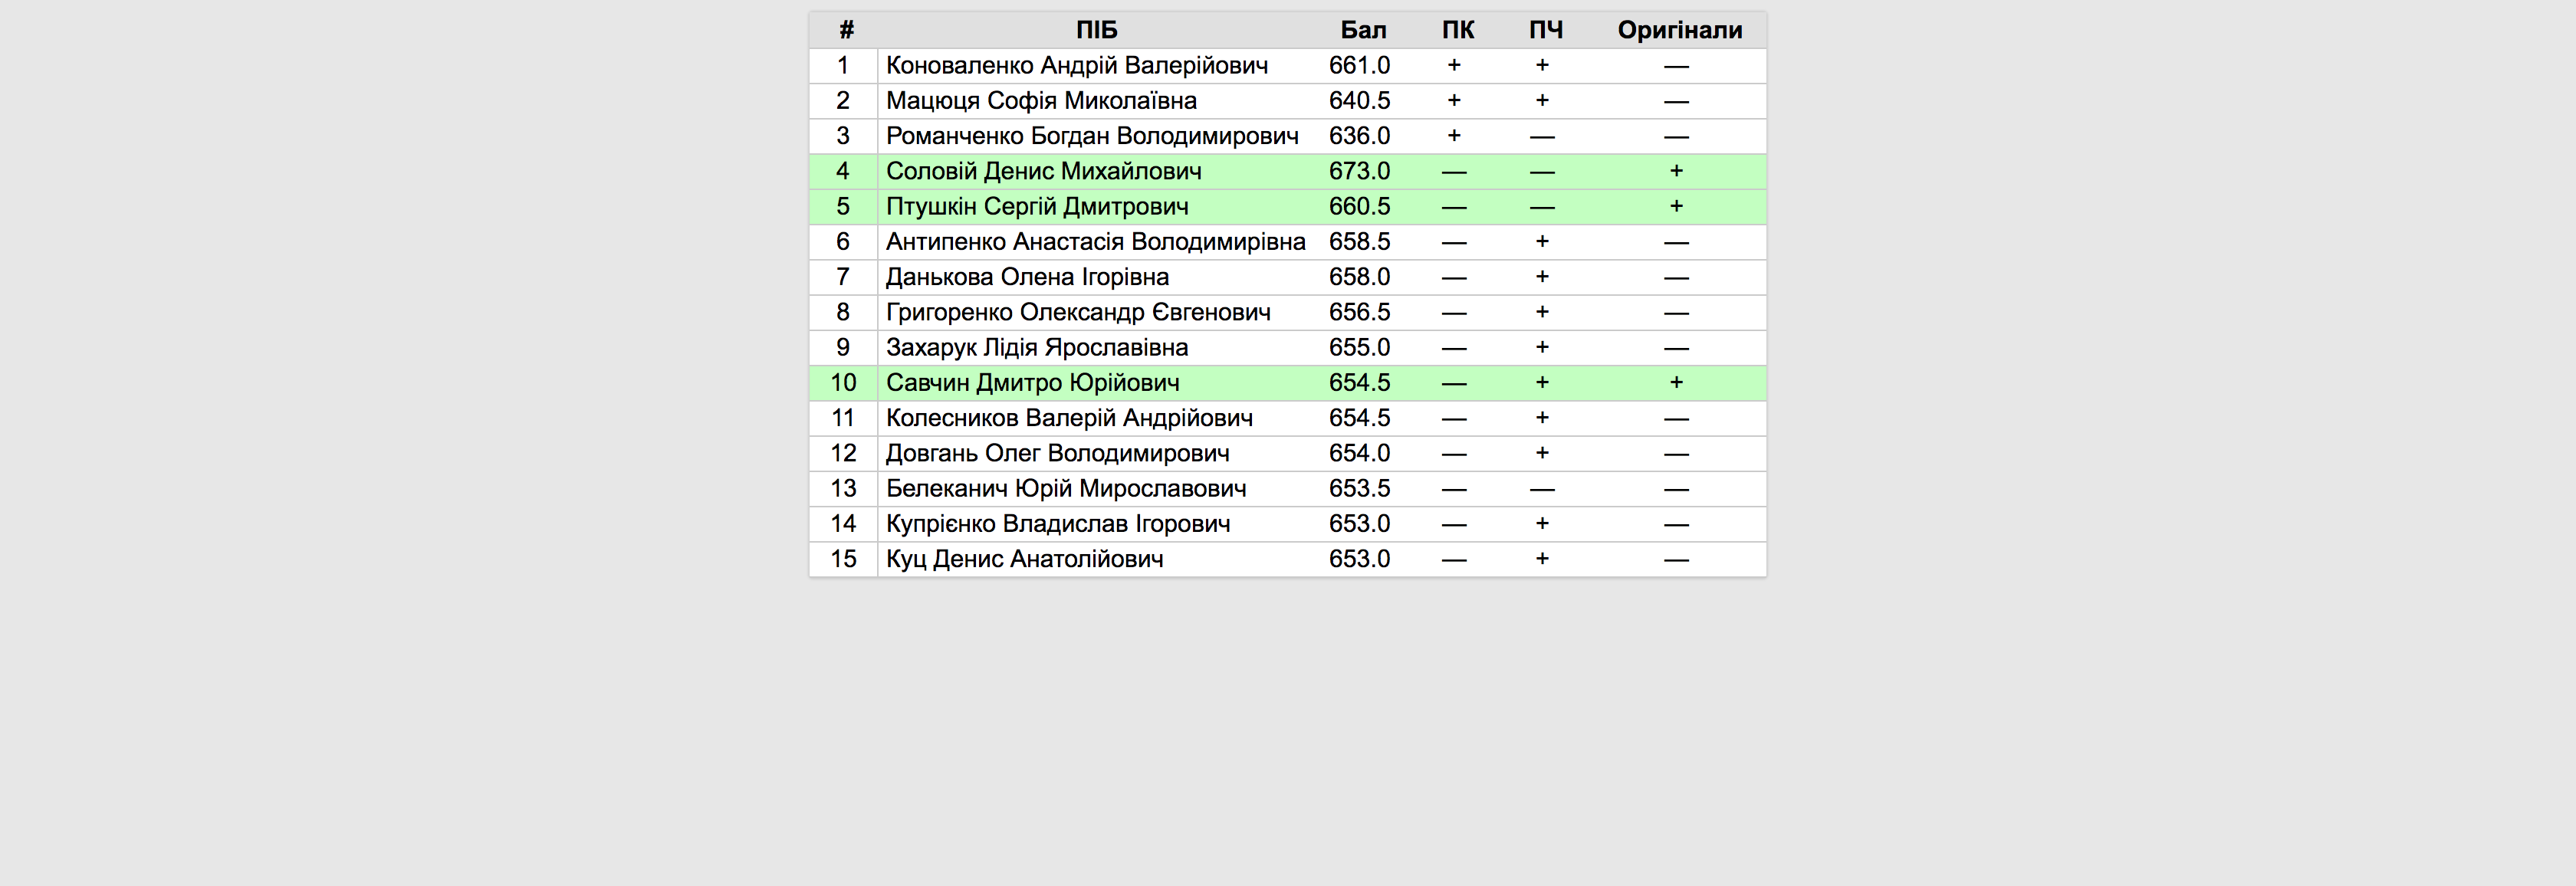 # ПІБ Бал ПК ПЧ Оригінали
1 Коноваленко Андрій Валерійович 661.0 + + —
2 Мацюця Софія Миколаївна 640.5 + + —
3 Романченко Богдан Володимирович 636.0 + — —
4 Соловій Денис Михайлович 673.0 — — +
5 Птушкін Сергій Дмитрович 660.5 — — +
6 Антипенко Анастасія Володимирівна 658.5 — + —
7 Данькова Олена Ігорівна 658.0 — + —
8 Григоренко Олександр Євгенович 656.5 — + —
9 Захарук Лідія Ярославівна 655.0 — + —
10 Савчин Дмитро Юрійович 654.5 — + +
11 Колесников Валерій Андрійович 654.5 — + —
12 Довгань Олег Володимирович 654.0 — + —
13 Белеканич Юрій Мирославович 653.5 — — —
14 Купрієнко Владислав Ігорович 653.0 — + —
15 Куц Денис Анатолійович 653.0 — + —